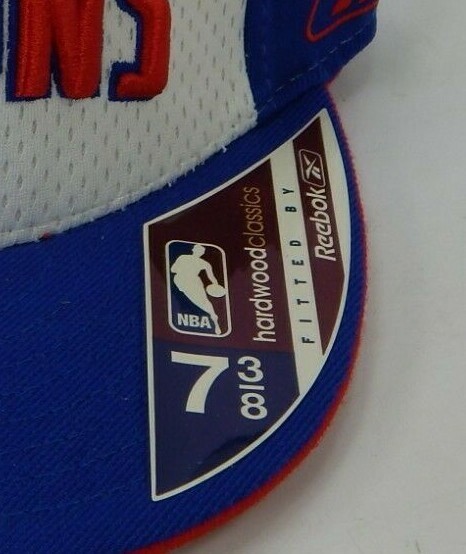 NS
NBA
hardwoodclassics
FITTED BY
Reebok
7 3/8